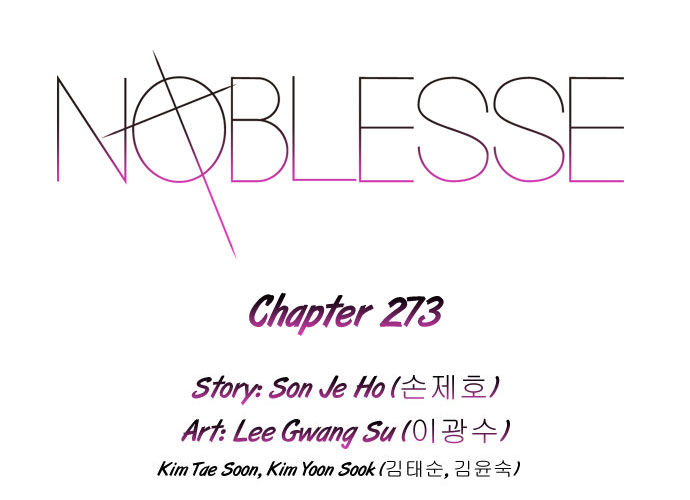 NOBLESSE
Chapter 273
Story: Son Je Ho (손제호)
Art: Lee Gwang Su (이광수)
Kim Tae Soon, Kim Yoon Sook (김태순, 김윤숙)